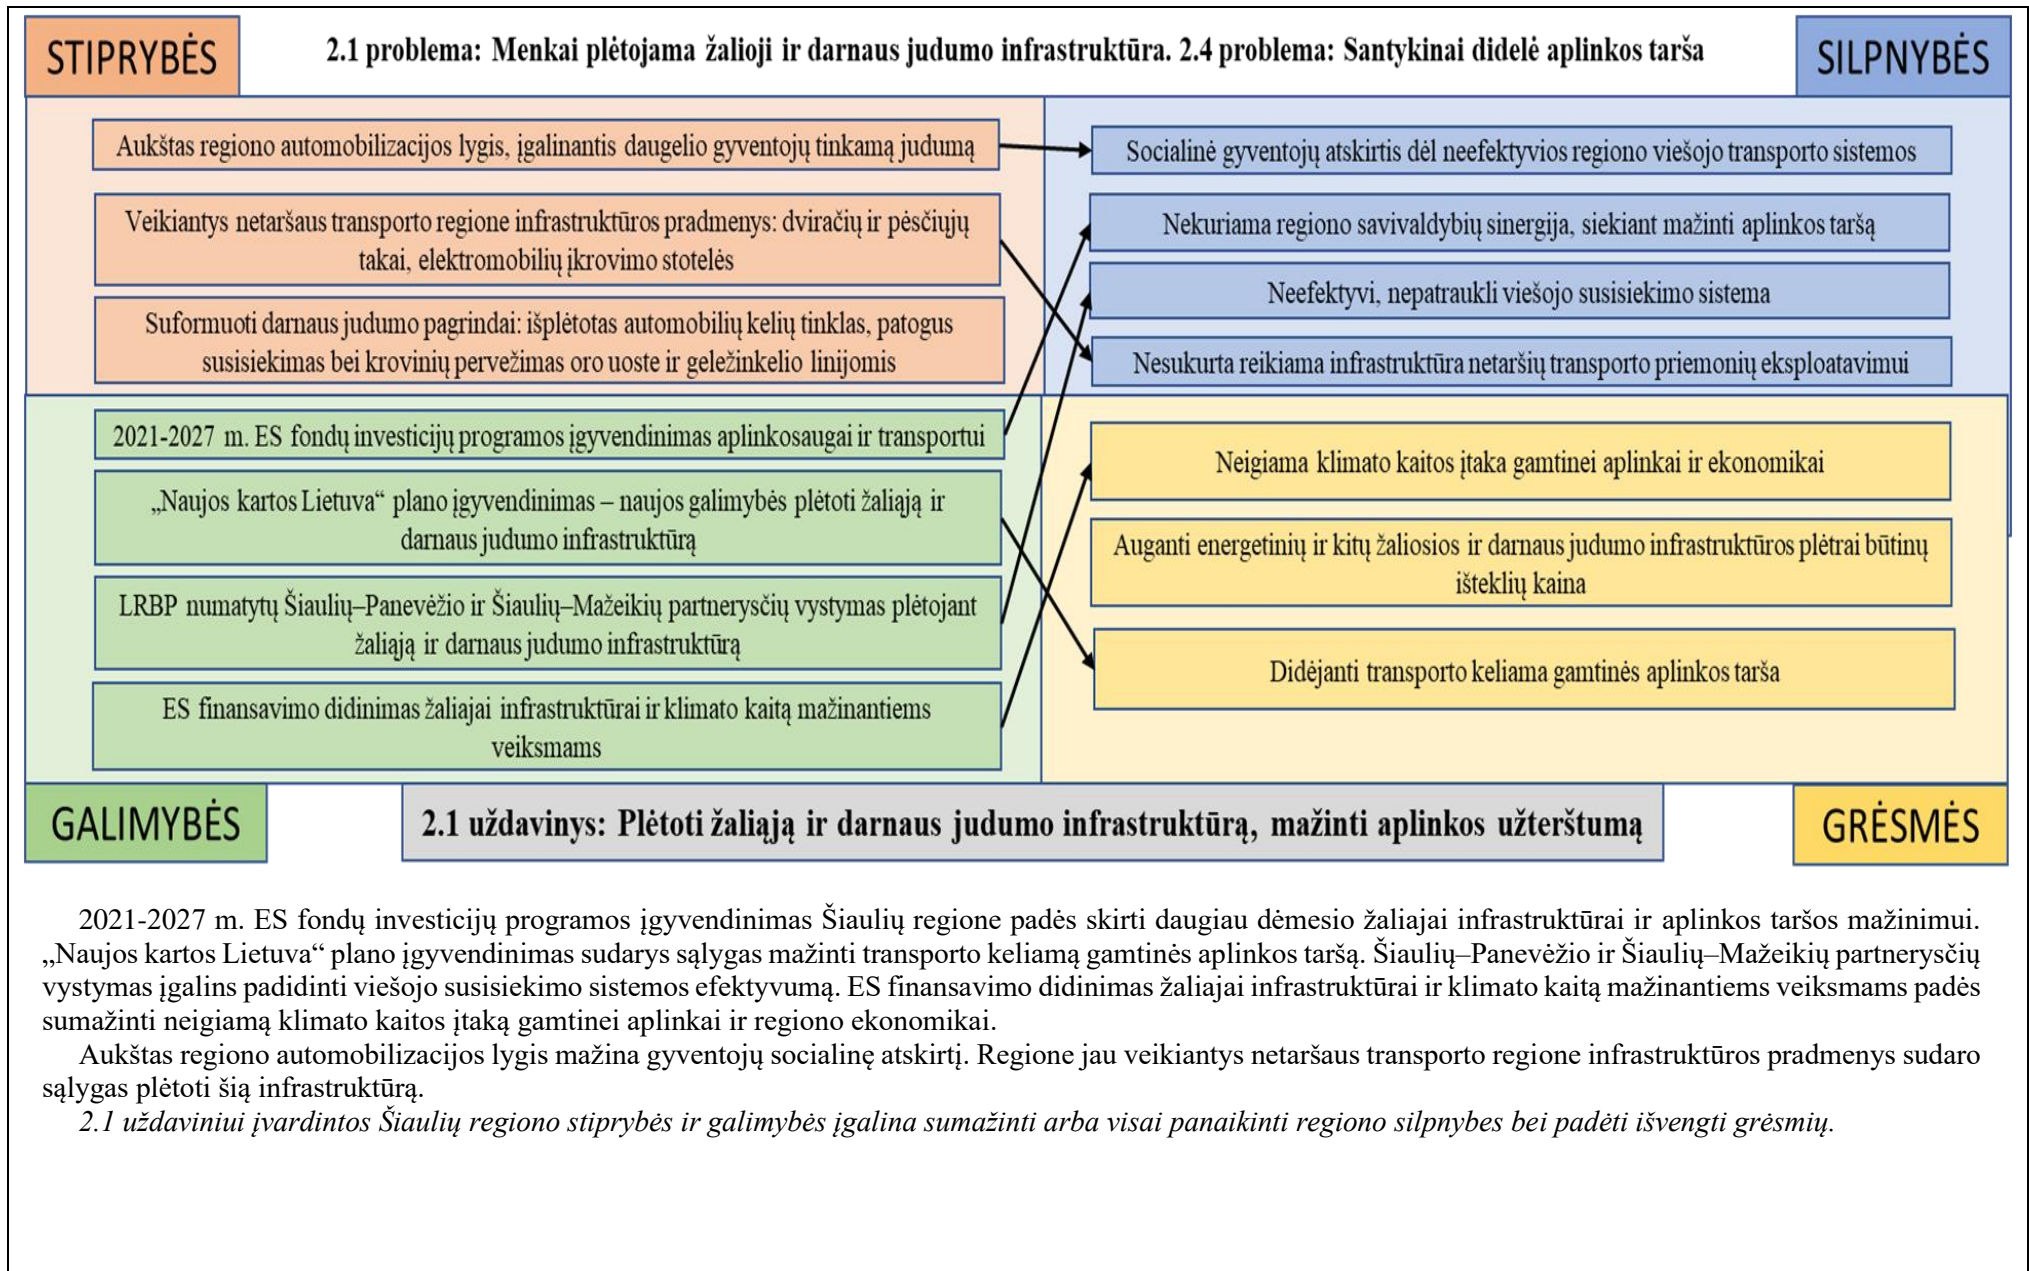 STIPRYBĖS
2.1 problema: Menkai plėtojama žalioji ir darnaus judumo infrastruktūra. 2.4 problema: Santykinai didelė aplinkos tarša
SILPNYBĖS
Aukštas regiono automobilizacijos lygis, įgalinantis daugelio gyventojų tinkamą judumą
Veikiantys netaršaus transporto regione infrastruktūros pradmenys: dviračių ir pėsčiųjų
takai, elektromobilių įkrovimo stotelės
Suformuoti darnaus judumo pagrindai: išplėtotas automobilių kelių tinklas, patogus
susisiekimas bei krovinių pervežimas oro uoste ir geležinkelio linijomis
Socialinė gyventojų atskirtis dėl neefektyvios regiono viešojo transporto sistemos
Nekuriama regiono savivaldybių sinergija, siekiant mažinti aplinkos taršą
Neefektyvi, nepatraukli viešojo susisiekimo sistema
Nesukurta reikiama infrastruktūra netaršių transporto priemonių eksploatavimui
2021-2027 m. ES fondų investicijų programos įgyvendinimas aplinkosaugai ir transportui
„Naujos kartos Lietuva“ plano įgyvendinimas – naujos galimybės plėtoti žaliąją ir
darnaus judumo infrastruktūrą
LRBP numatytų Šiaulių–Panevėžio ir Šiaulių–Mažeikių partnerysčių vystymas plėtojant
žaliąją ir darnaus judumo infrastruktūrą
ES finansavimo didinimas žaliajai infrastruktūrai ir klimato kaitą mažinantiems
veiksmams
Neigiama klimato kaitos įtaka gamtinei aplinkai ir ekonomikai
Auganti energetinių ir kitų žaliosios ir darnaus judumo infrastruktūros plėtrai būtinų
išteklių kaina
Didėjanti transporto keliama gamtinės aplinkos tarša
GALIMYBĖS
2.1 uždavinys: Plėtoti žaliąją ir darnaus judumo infrastruktūrą, mažinti aplinkos užterštumą
GRĖSMĖS
2021-2027 m. ES fondų investicijų programos įgyvendinimas Šiaulių regione padės skirti daugiau dėmesio žaliajai infrastruktūrai ir aplinkos taršos mažinimui.
„Naujos kartos Lietuva“ plano įgyvendinimas sudarys sąlygas mažinti transporto keliamą gamtinės aplinkos taršą. Šiaulių–Panevėžio ir Šiaulių–Mažeikių partnerysčių
vystymas įgalins padidinti viešojo susisiekimo sistemos efektyvumą. ES finansavimo didinimas žaliajai infrastruktūrai ir klimato kaitą mažinantiems veiksmams padės
sumažinti neigiamą klimato kaitos įtaką gamtinei aplinkai ir regiono ekonomikai.
Aukštas regiono automobilizacijos lygis mažina gyventojų socialinę atskirtį. Regione jau veikiantys netaršaus transporto regione infrastruktūros pradmenys sudaro
sąlygas plėtoti šią infrastruktūrą.
2.1 uždaviniui įvardintos Šiaulių regiono stiprybės ir galimybės įgalina sumažinti arba visai panaikinti regiono silpnybes bei padėti išvengti grėsmių.